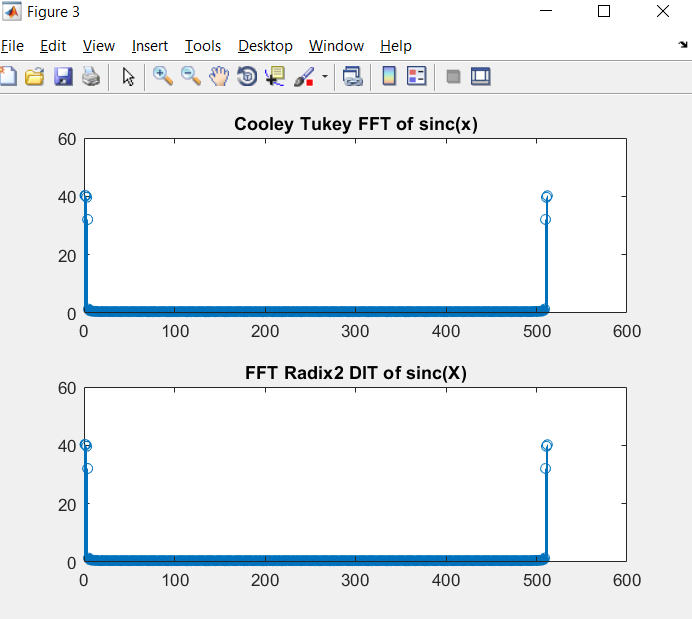 Figure 3
File Edit View Insert Tools Desktop Window Help
Cooley Tukey FFT of sinc(x)
60
40
20
0
0 100 200 300 400 500 600
FFT Radix2 DIT of sinc(X)
60
40
20
0
0 100 200 300 400 500 600